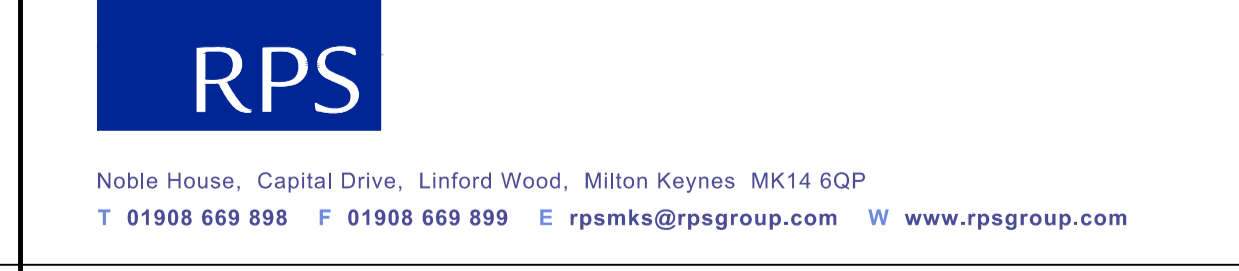 RPS
Noble House, Capital Drive, Linford Wood, Milton Keynes MK14 6QP
T 01908 669 898 F 01908 669 899 E rpsmks@rpsgroup.com W www.rpsgroup.com